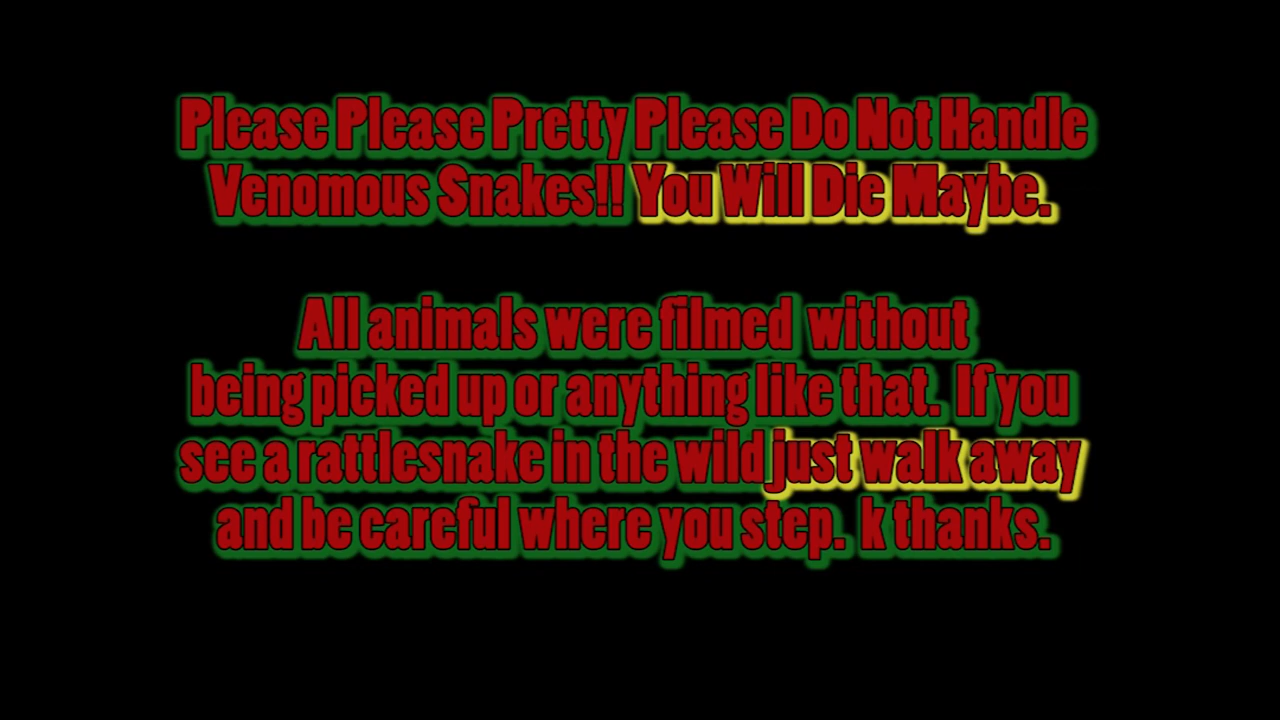 Please Please Pretty Please Do Not Handle
Venomous Snakes!! You Will Die Maybe.
All animals were filmed without
being picked up or anything like that. If you
see a rattlesnake in the wild just walk away
and be careful where you step. k thanks.